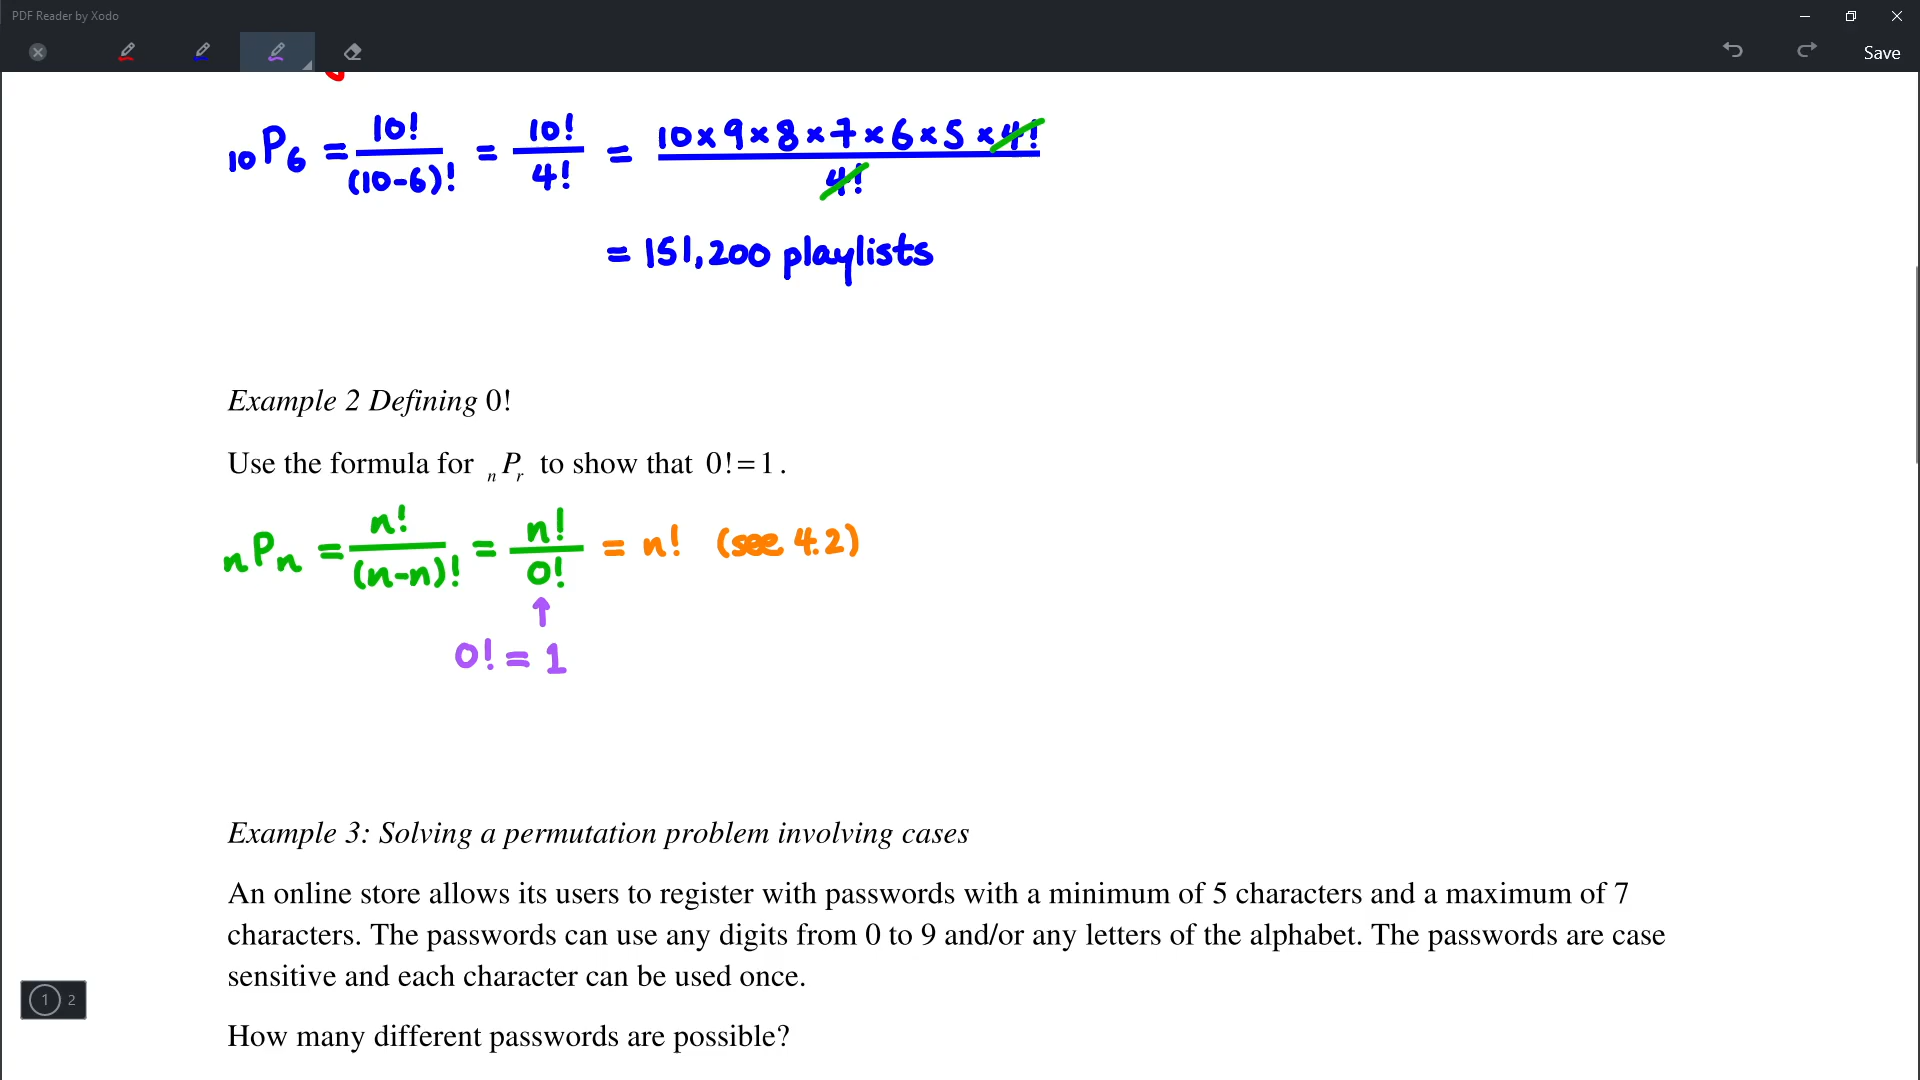 PDF Reader by Xodo
Save
₁₀P₆ = 10!/(10-6)! = 10!/4! = 10×9×8×7×6×5×4!/4!
= 151,200 playlists
Example 2 Defining 0!
Use the formula for ₙPᵣ to show that 0!=1.
ₙPₙ = n!/(n-n)! = n!/0! = n! (see 4.2)
↑
0! = 1
Example 3: Solving a permutation problem involving cases
An online store allows its users to register with passwords with a minimum of 5 characters and a maximum of 7
characters. The passwords can use any digits from 0 to 9 and/or any letters of the alphabet. The passwords are case
sensitive and each character can be used once.
1 2
How many different passwords are possible?